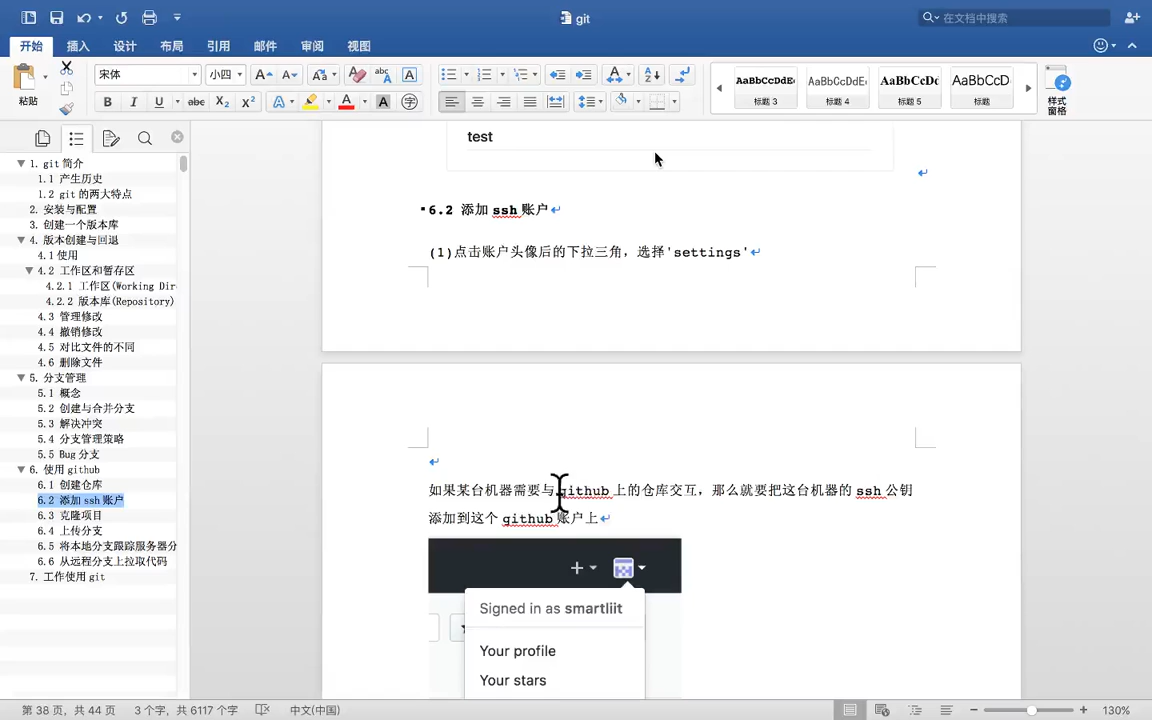 git
在文档中搜索
开始 插入 设计 布局 引用 邮件 审阅 视图
粘贴
宋体 小四
AaBbCcDdE 标题 3
AaBbCcDdE 标题 4
AaBbCcDc 标题 5
AaBbCcD 标题
样式
窗格
1. git 简介
1.1 产生历史
1.2 git 的两大特点
2. 安装与配置
3. 创建一个版本库
4. 版本创建与回退
4.1 使用
4.2 工作区和暂存区
4.2.1 工作区(Working Dir
4.2.2 版本库(Repository)
4.3 管理修改
4.4 撤销修改
4.5 对比文件的不同
4.6 删除文件
5. 分支管理
5.1 概念
5.2 创建与合并分支
5.3 解决冲突
5.4 分支管理策略
5.5 Bug 分支
6. 使用 github
6.1 创建仓库
6.2 添加 ssh 账户
6.3 克隆项目
6.4 上传分支
6.5 将本地分支跟踪服务器分
6.6 从远程分支上拉取代码
7. 工作使用 git
test
6.2 添加 ssh 账户
(1)点击账户头像后的下拉三角，选择'settings'
如果某台机器需要与 github 上的仓库交互，那么就要把这台机器的 ssh 公钥
添加到这个 github 账户上
Signed in as smartliit
Your profile
Your stars
第 38 页，共 44 页 3 个字，共 6117 个字 中文(中国) 130%